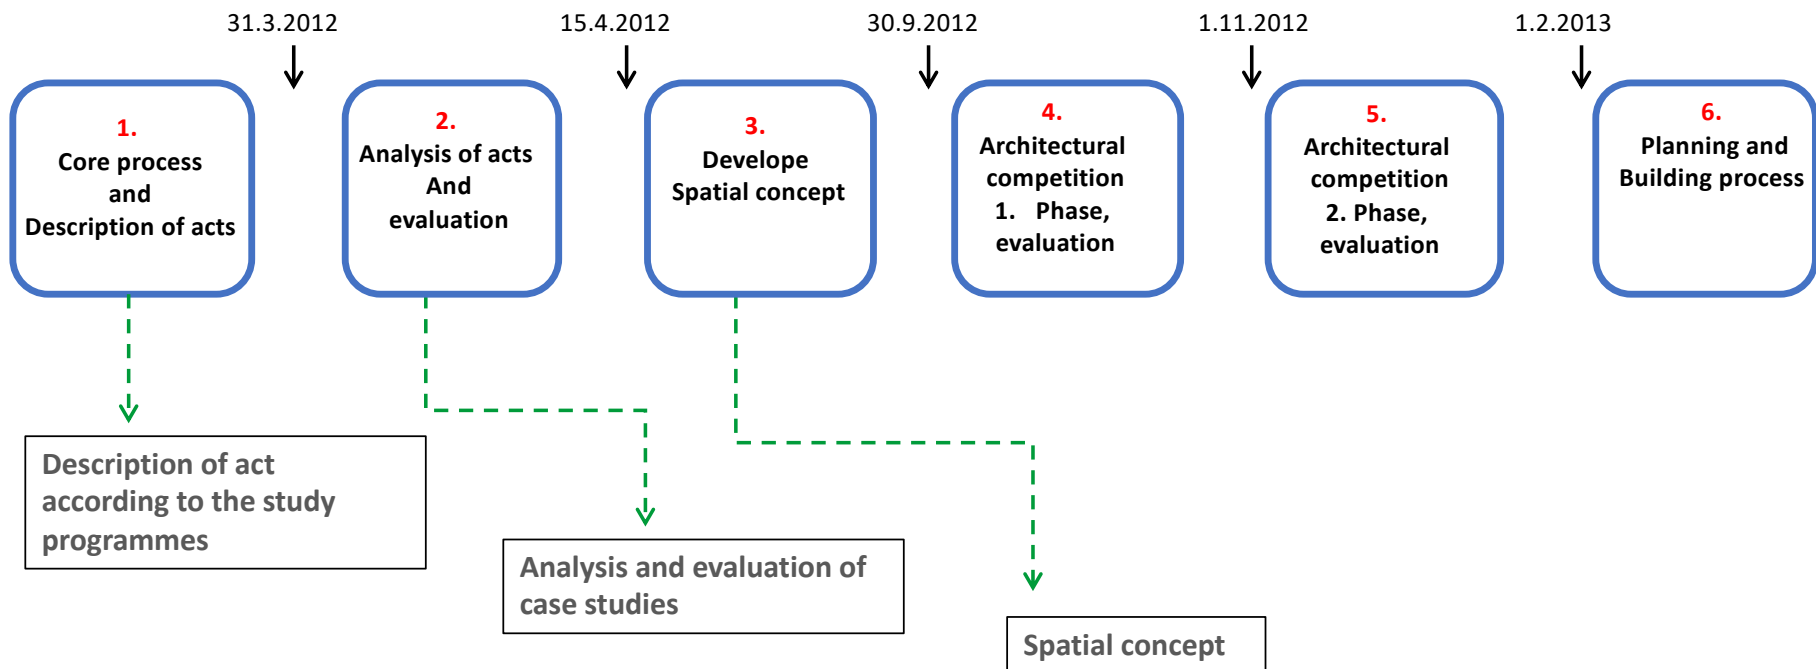 31.3.2012
15.4.2012
30.9.2012
1.11.2012
1.2.2013
1.
Core process
and
Description of acts
2.
Analysis of acts
And
evaluation
3.
Develope
Spatial concept
4.
Architectural
competition
1. Phase,
evaluation
5.
Architectural
competition
2. Phase,
evaluation
6.
Planning and
Building process
Description of act
according to the study
programmes
Analysis and evaluation of
case studies
Spatial concept